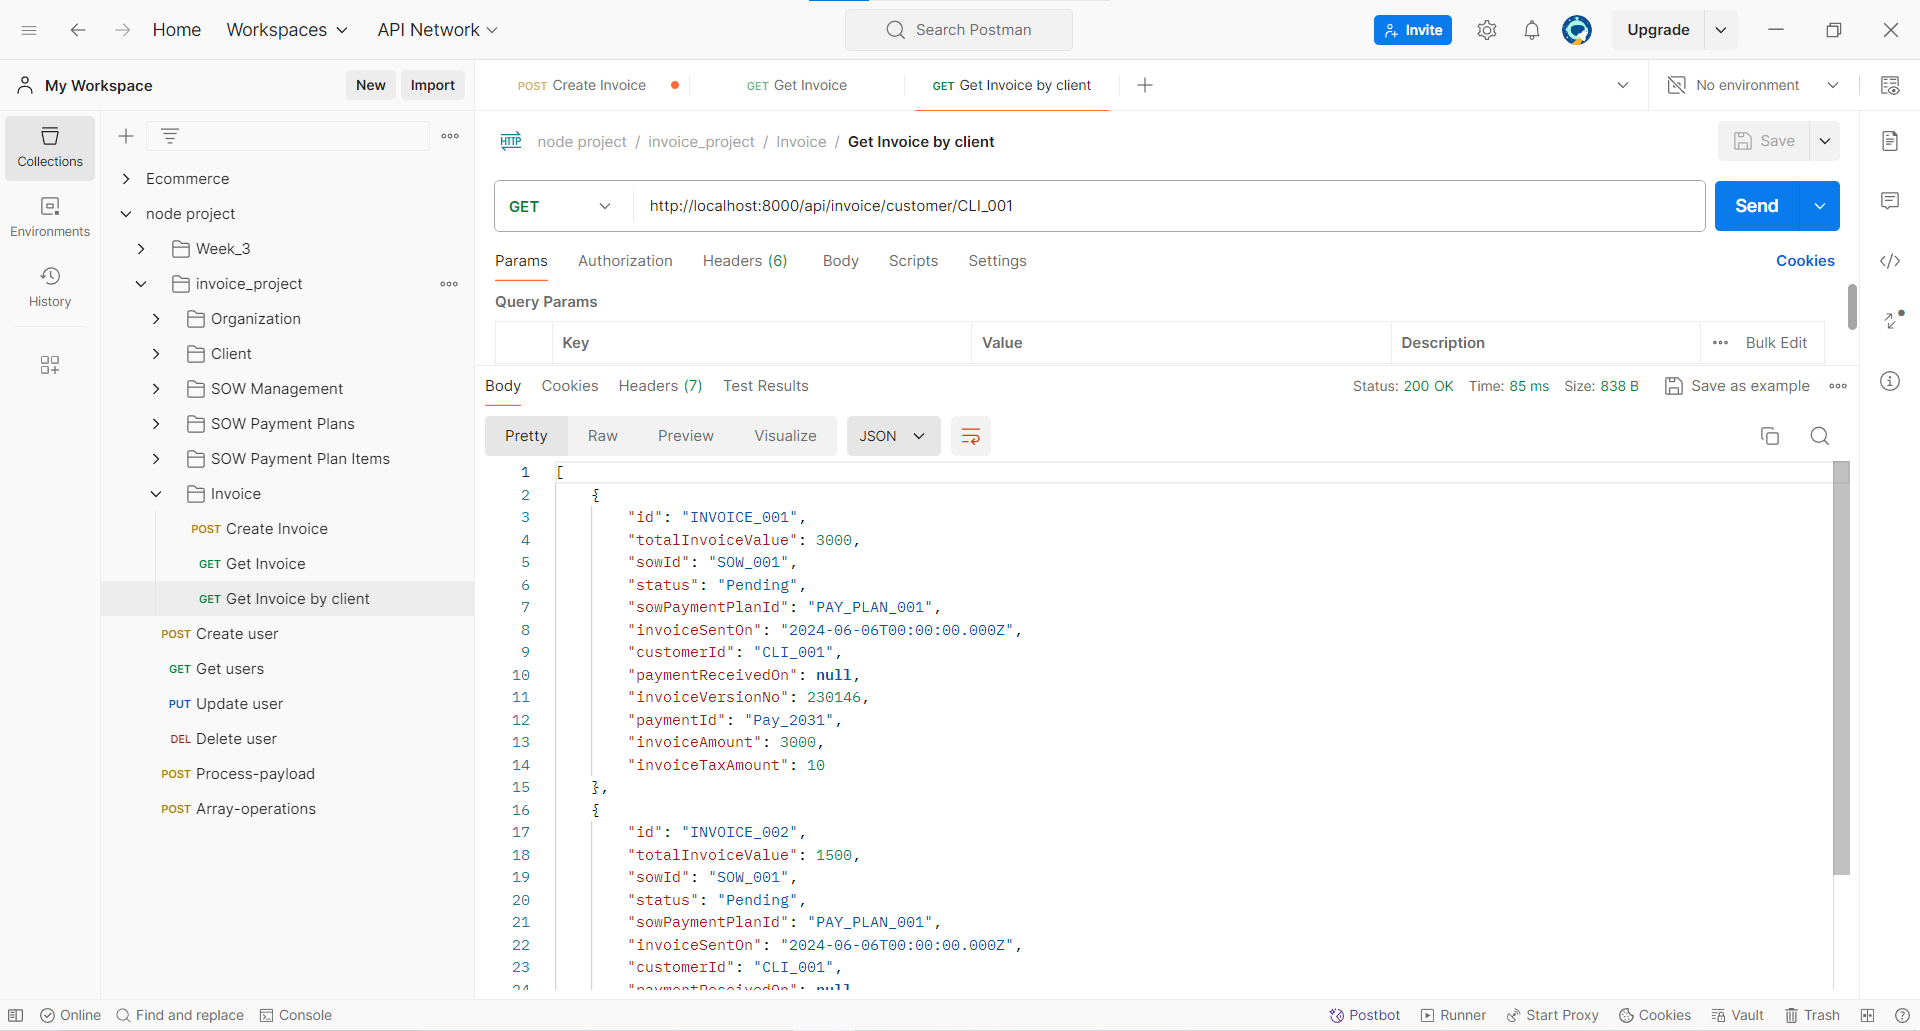 Home Workspaces API Network Search Postman Invite Upgrade
My Workspace New Import
POST Create Invoice GET Get Invoice GET Get Invoice by client No environment
Collections
Environments
History
Ecommerce
node project
Week_3
invoice_project
Organization
Client
SOW Management
SOW Payment Plans
SOW Payment Plan Items
Invoice
POST Create Invoice
GET Get Invoice
GET Get Invoice by client
POST Create user
GET Get users
PUT Update user
DEL Delete user
POST Process-payload
POST Array-operations
HTTP node project / invoice_project / Invoice / Get Invoice by client Save
GET http://localhost:8000/api/invoice/customer/CLI_001 Send
Params Authorization Headers (6) Body Scripts Settings Cookies
Query Params
Key Value Description Bulk Edit
Body Cookies Headers (7) Test Results Status: 200 OK Time: 85 ms Size: 838 B Save as example
Pretty Raw Preview Visualize JSON
1 [
2 {
3 "id": "INVOICE_001",
4 "totalInvoiceValue": 3000,
5 "sowId": "SOW_001",
6 "status": "Pending",
7 "sowPaymentPlanId": "PAY_PLAN_001",
8 "invoiceSentOn": "2024-06-06T00:00:00.000Z",
9 "customerId": "CLI_001",
10 "paymentReceivedOn": null,
11 "invoiceVersionNo": 230146,
12 "paymentId": "Pay_2031",
13 "invoiceAmount": 3000,
14 "invoiceTaxAmount": 10
15 },
16 {
17 "id": "INVOICE_002",
18 "totalInvoiceValue": 1500,
19 "sowId": "SOW_001",
20 "status": "Pending",
21 "sowPaymentPlanId": "PAY_PLAN_001",
22 "invoiceSentOn": "2024-06-06T00:00:00.000Z",
23 "customerId": "CLI_001",
24 "paymentReceivedOn": null
Online Find and replace Console Postbot Runner Start Proxy Cookies Vault Trash